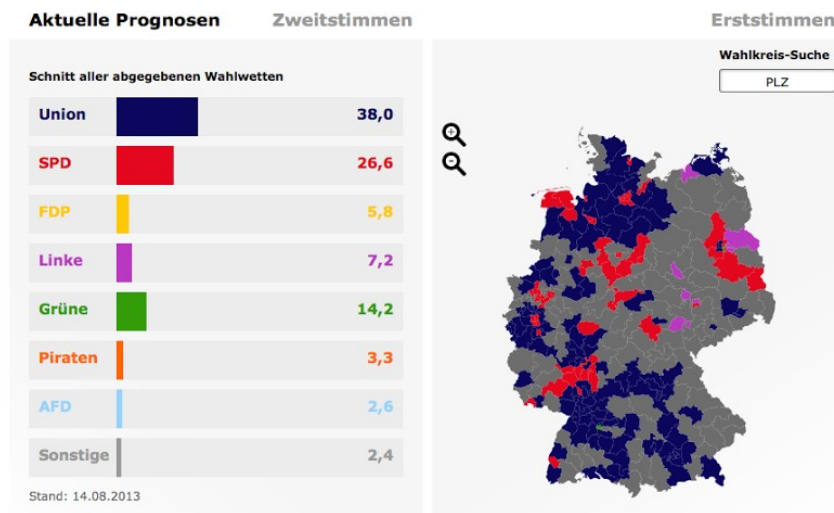 Aktuelle Prognosen Zweitstimmen
Schnitt aller abgegebenen Wahlwetten
Union 38,0
SPD 26,6
FDP 5,8
Linke 7,2
Grüne 14,2
Piraten 3,3
AFD 2,6
Sonstige 2,4
Stand: 14.08.2013
Erststimmen
Wahlkreis-Suche
PLZ